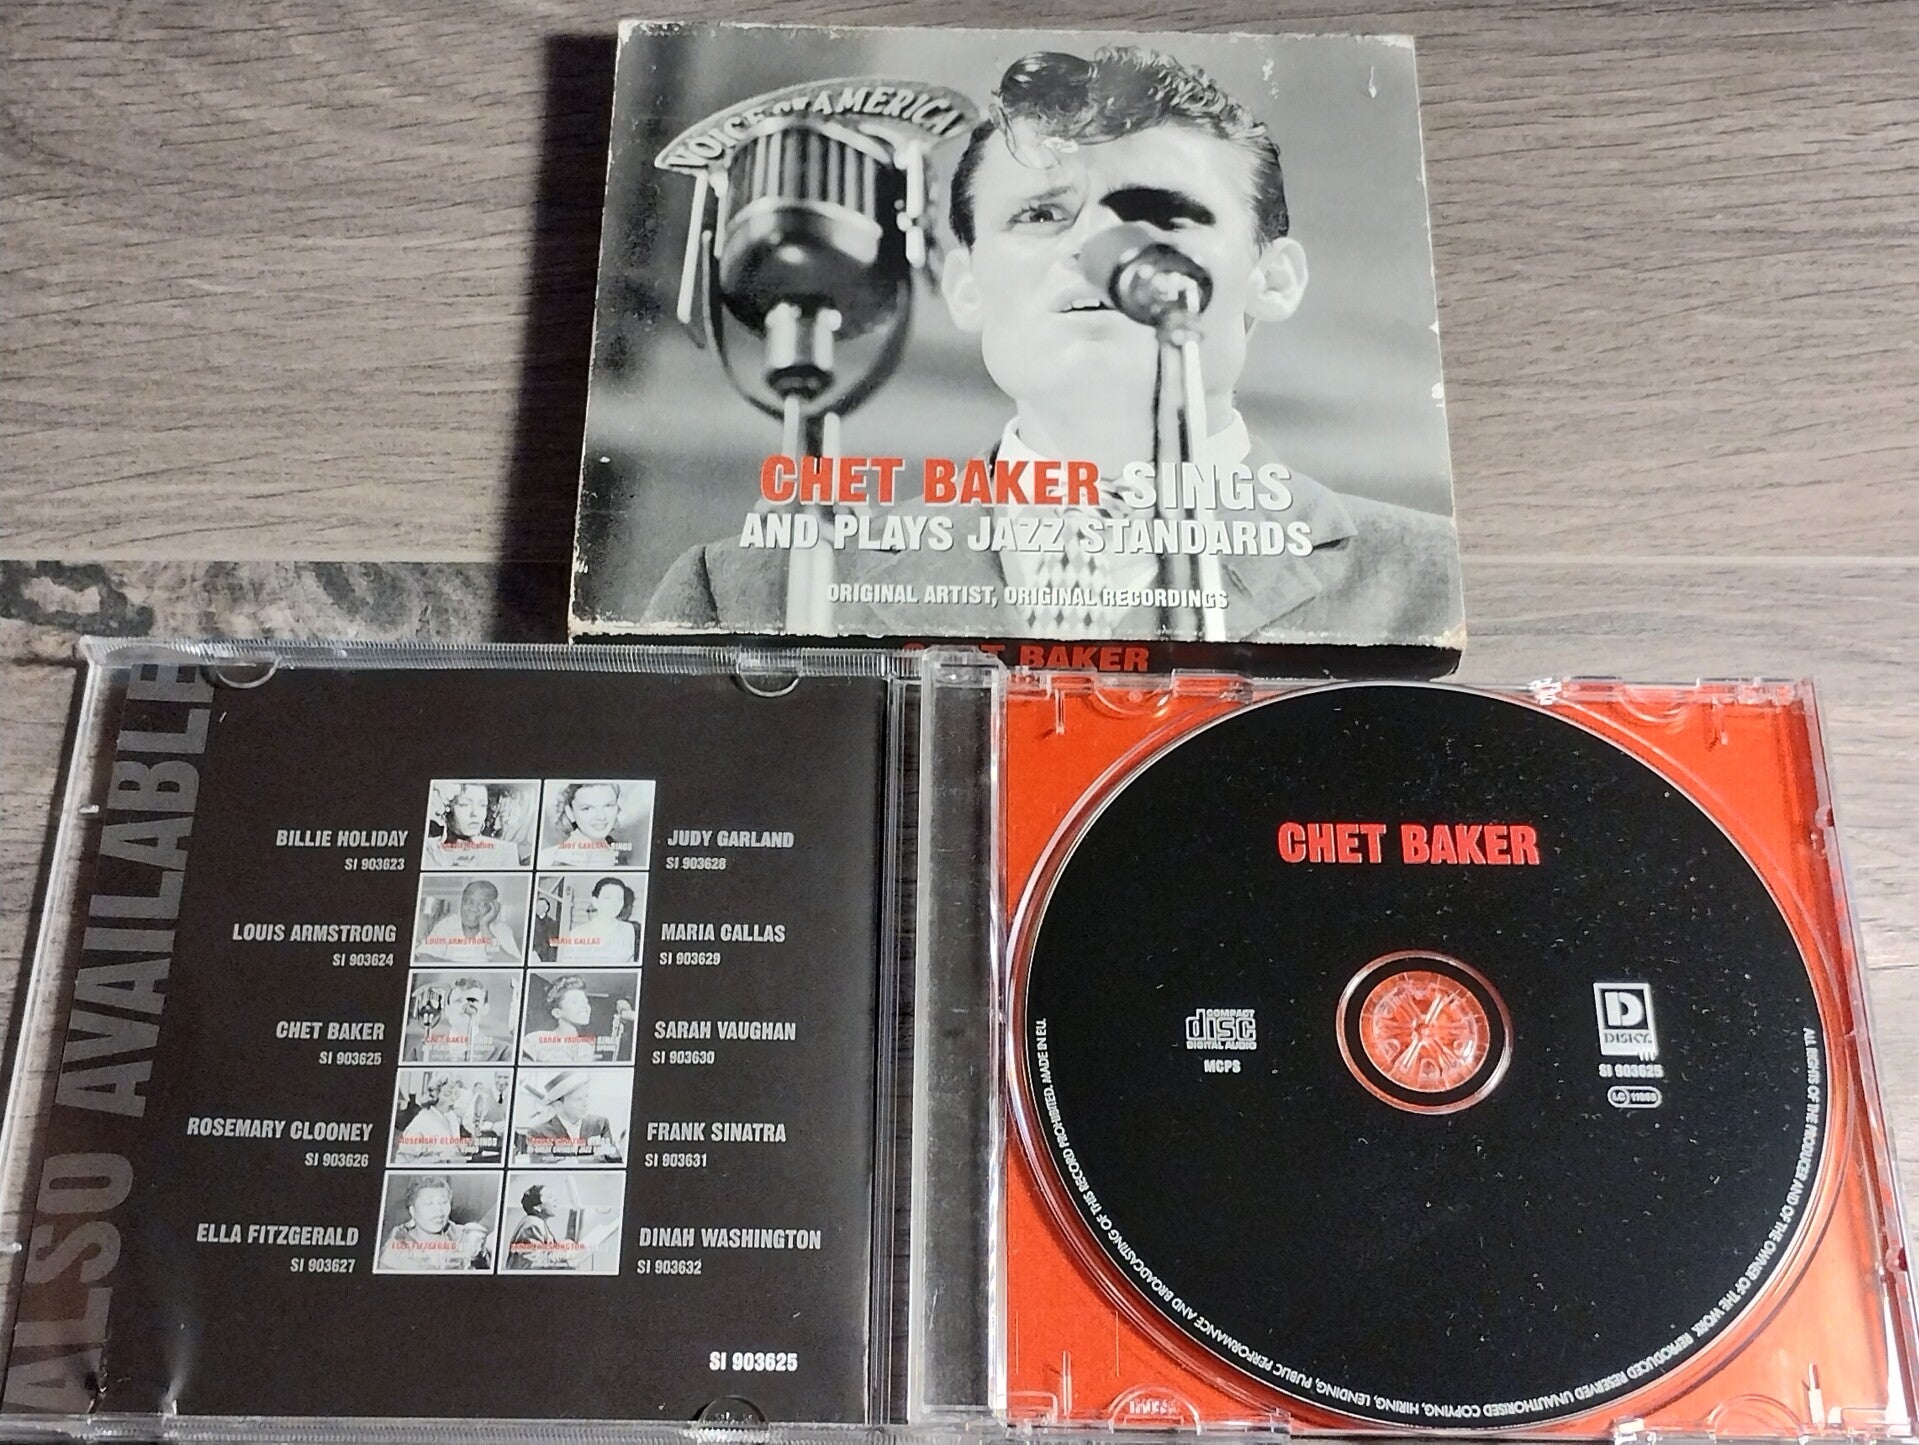 VOICE OF AMERICA
CHET BAKER SINGS
AND PLAYS JAZZ STANDARDS
ORIGINAL ARTIST, ORIGINAL RECORDINGS
CHET BAKER
ALSO AVAILABLE
BILLIE HOLIDAY
SI 903623
JUDY GARLAND
SI 903628
LOUIS ARMSTRONG
SI 903624
MARIA CALLAS
SI 903629
CHET BAKER
SI 903625
SARAH VAUGHAN
SI 903630
ROSEMARY CLOONEY
SI 903626
FRANK SINATRA
SI 903631
ELLA FITZGERALD
SI 903627
DINAH WASHINGTON
SI 903632
SI 903625
CHET BAKER
COMPACT
disc
DIGITAL AUDIO
MCPS
D
DISKY
SI 903625
LC 11868
ALL RIGHTS OF THE PRODUCER AND OF THE OWNER OF THE WORK REPRODUCED RESERVED UNAUTHORISED COPYING, HIRING, LENDING, PUBLIC PERFORMANCE AND BROADCASTING OF THIS RECORD PROHIBITED. MADE IN EU.